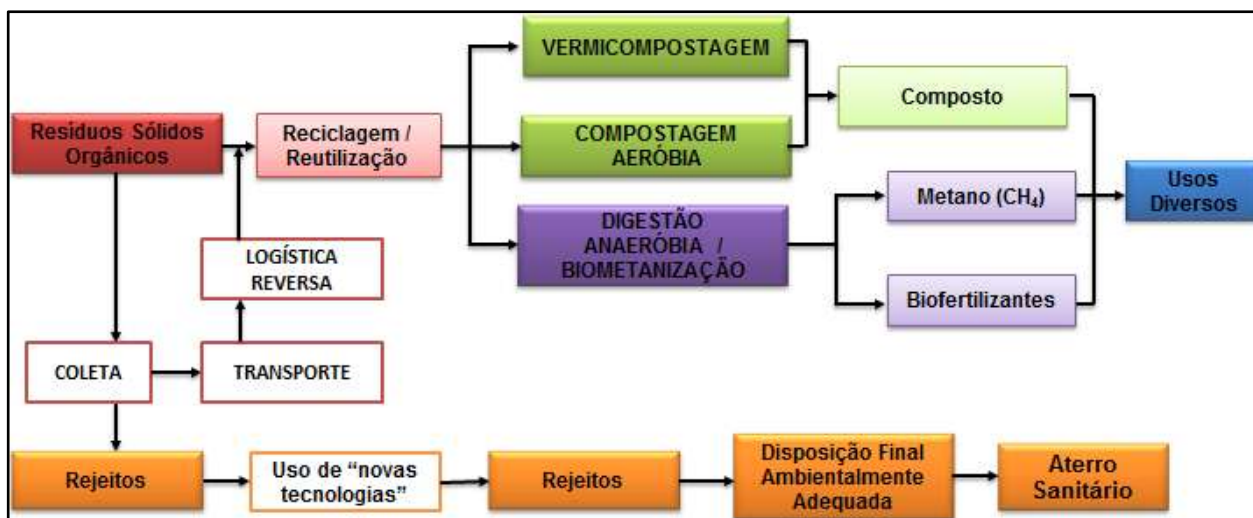 VERMICOMPOSTAGEM
Composto
Resíduos Sólidos
Orgânicos
Reciclagem /
Reutilização
COMPOSTAGEM
AERÓBIA
Usos
Diversos
Metano (CH₄)
DIGESTÃO
ANAERÓBIA /
BIOMETANIZAÇÃO
LOGÍSTICA
REVERSA
Biofertilizantes
COLETA
TRANSPORTE
Rejeitos
Uso de “novas
tecnologias”
Rejeitos
Disposição Final
Ambientalmente
Adequada
Aterro
Sanitário